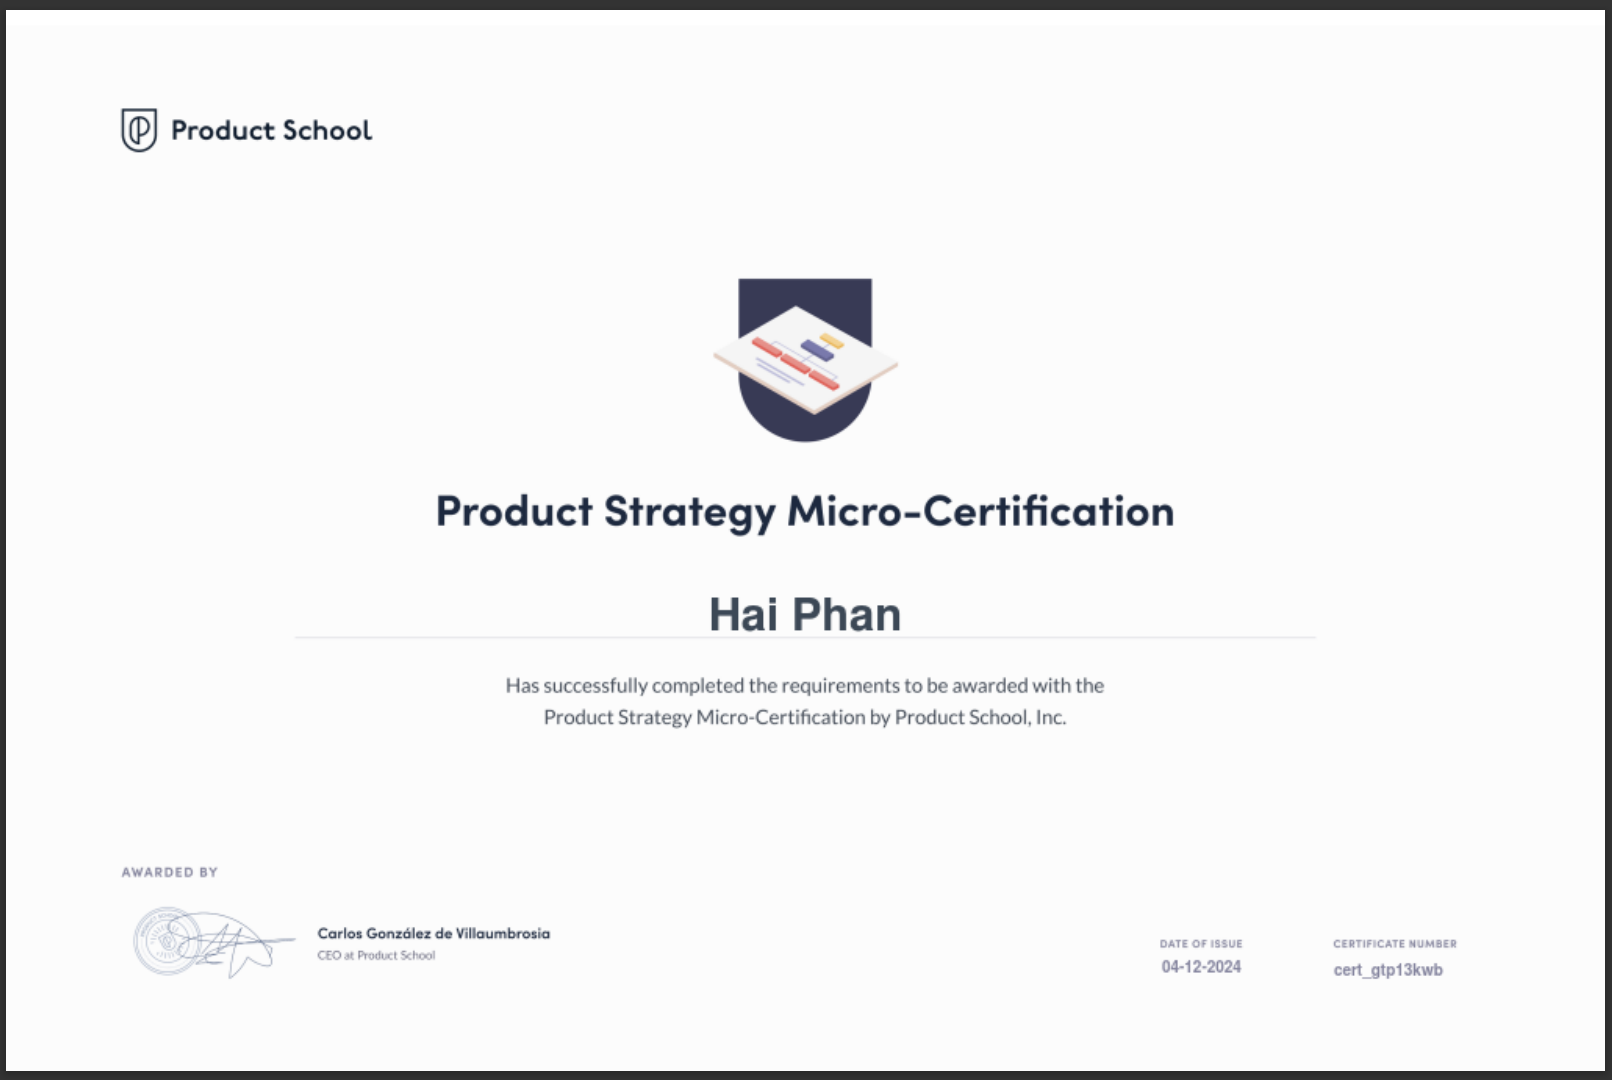 Product School
Product Strategy Micro-Certification
Hai Phan
Has successfully completed the requirements to be awarded with the
Product Strategy Micro-Certification by Product School, Inc.
AWARDED BY
Carlos González de Villaumbrosia
CEO at Product School
DATE OF ISSUE
04-12-2024
CERTIFICATE NUMBER
cert_gtp13kwb